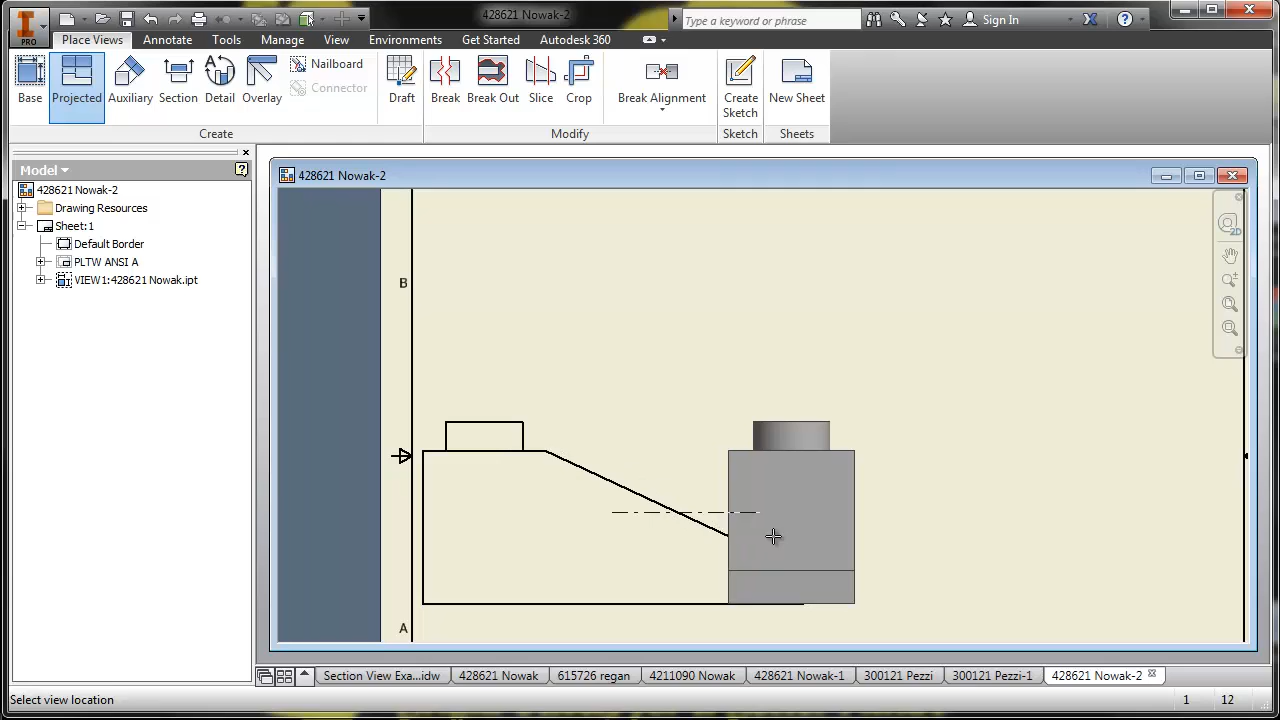 428621 Nowak-2
Type a keyword or phrase
Sign In
PRO
Place Views Annotate Tools Manage View Environments Get Started Autodesk 360
Base Projected Auxiliary Section Detail Overlay Nailboard Connector Draft Break Break Out Slice Crop Break Alignment Create Sketch New Sheet
Create Modify Sketch Sheets
Model
428621 Nowak-2
Drawing Resources
Sheet:1
Default Border
PLTW ANSI A
VIEW1:428621 Nowak.ipt
428621 Nowak-2
2D
B
A
Section View Exa...idw 428621 Nowak 615726 regan 4211090 Nowak 428621 Nowak-1 300121 Pezzi 300121 Pezzi-1 428621 Nowak-2
Select view location 1 12